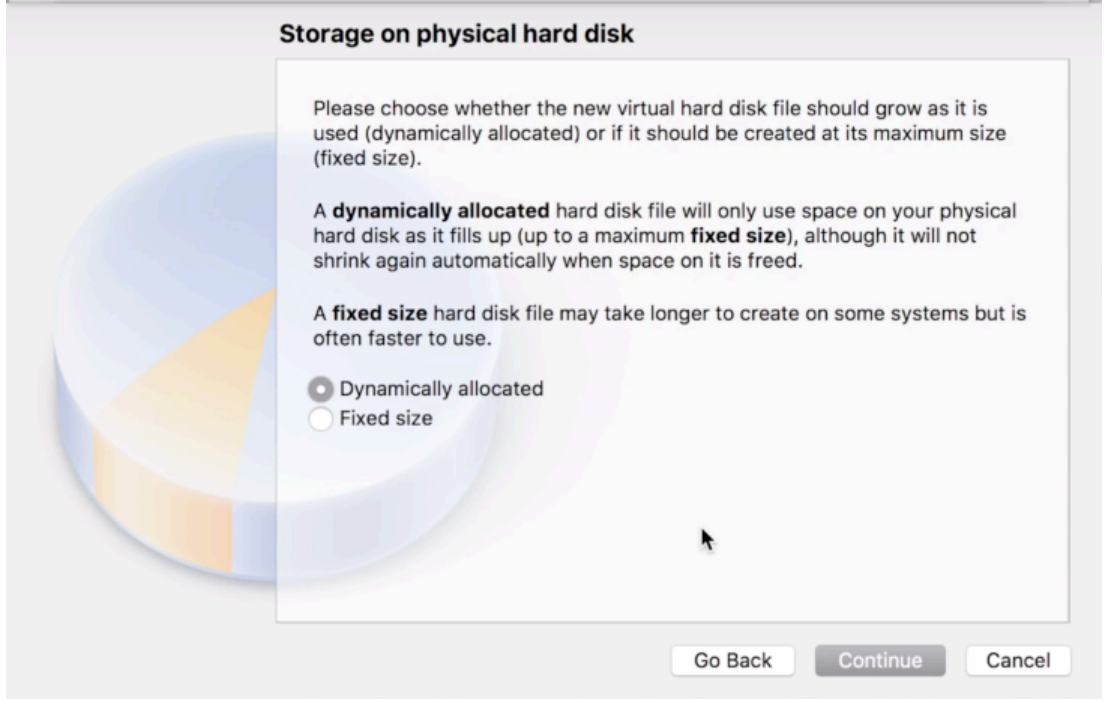 Storage on physical hard disk
Please choose whether the new virtual hard disk file should grow as it is
used (dynamically allocated) or if it should be created at its maximum size
(fixed size).
A dynamically allocated hard disk file will only use space on your physical
hard disk as it fills up (up to a maximum fixed size), although it will not
shrink again automatically when space on it is freed.
A fixed size hard disk file may take longer to create on some systems but is
often faster to use.
Dynamically allocated
Fixed size
Go Back Continue Cancel